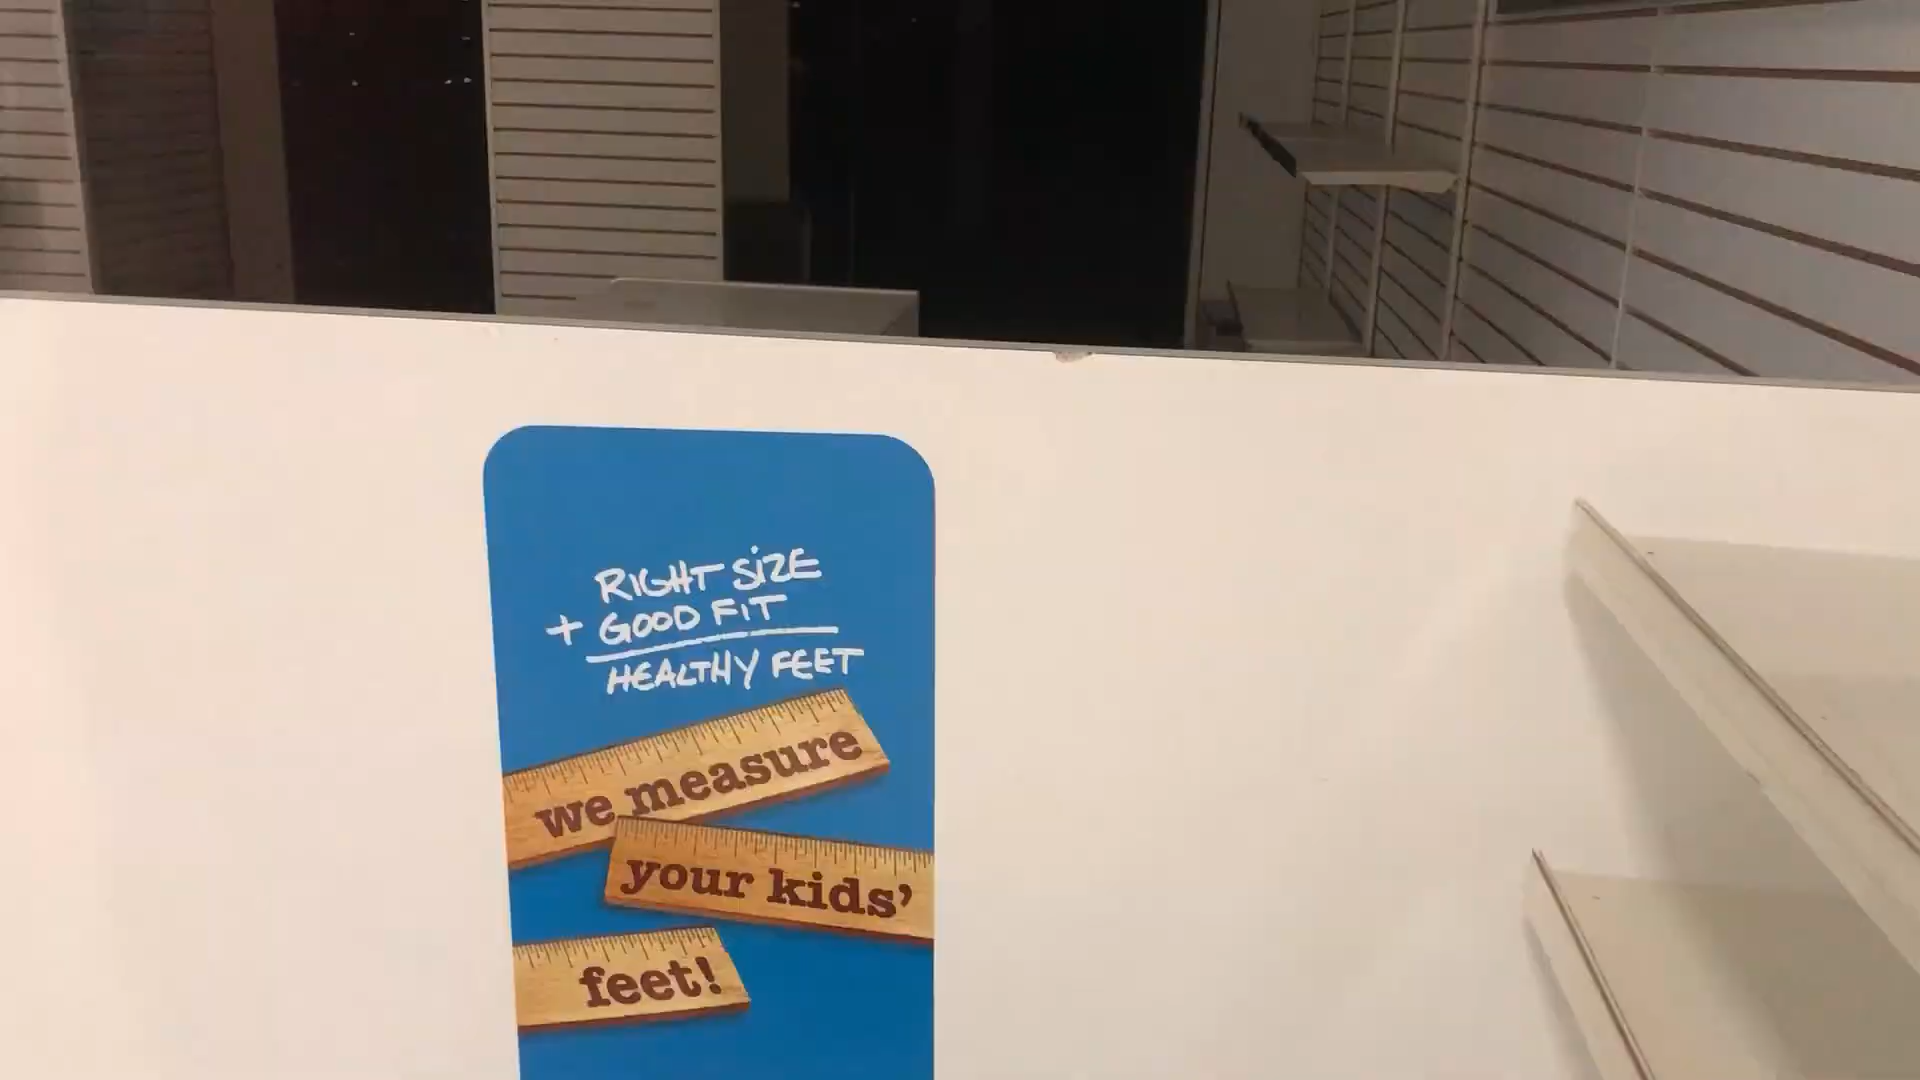 RIGHT SiZE
+ GOOD FiT
HEALTHY FEET
we measure
your kids’
feet!